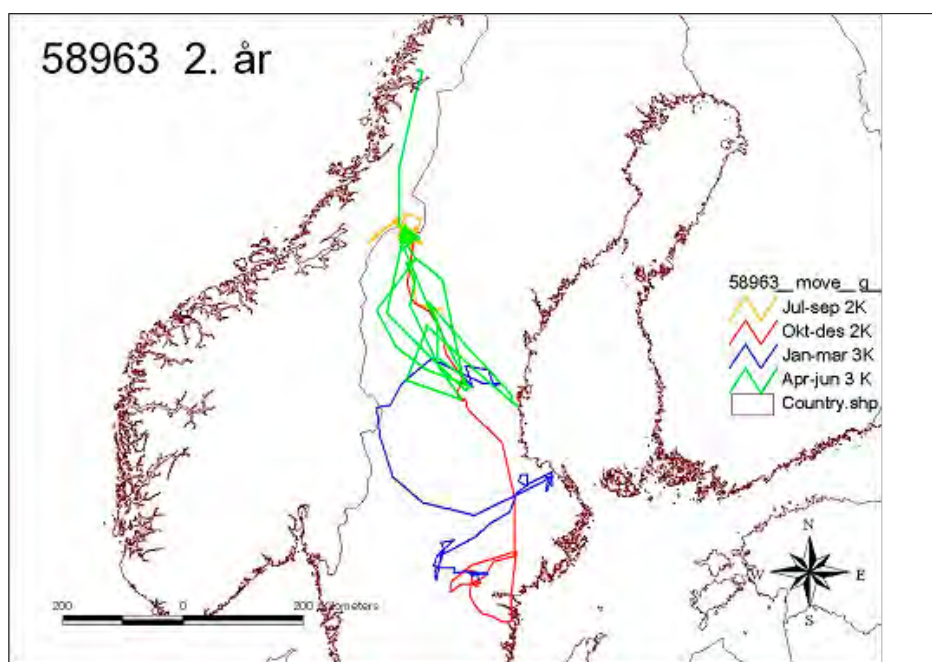 58963 2. år
58963_move_g_
Jul-sep 2K
Okt-des 2K
Jan-mar 3K
Apr-jun 3 K
Country.shp
N
W
E
S
200
0
200 Kilometers